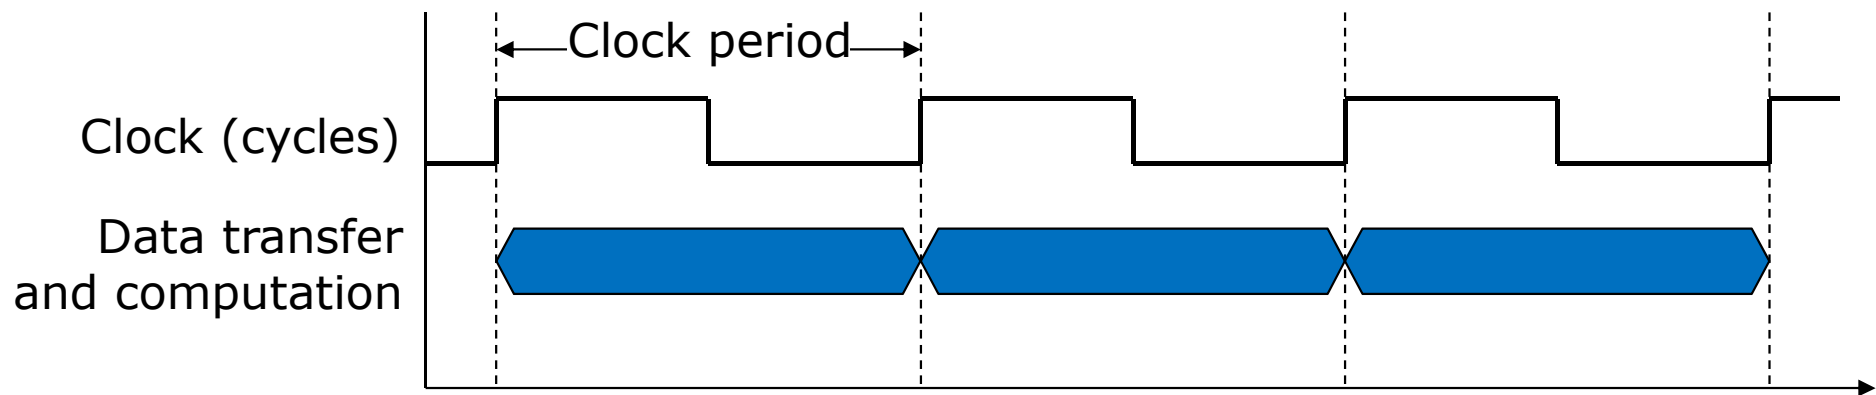 Clock period
Clock (cycles)
Data transfer
and computation